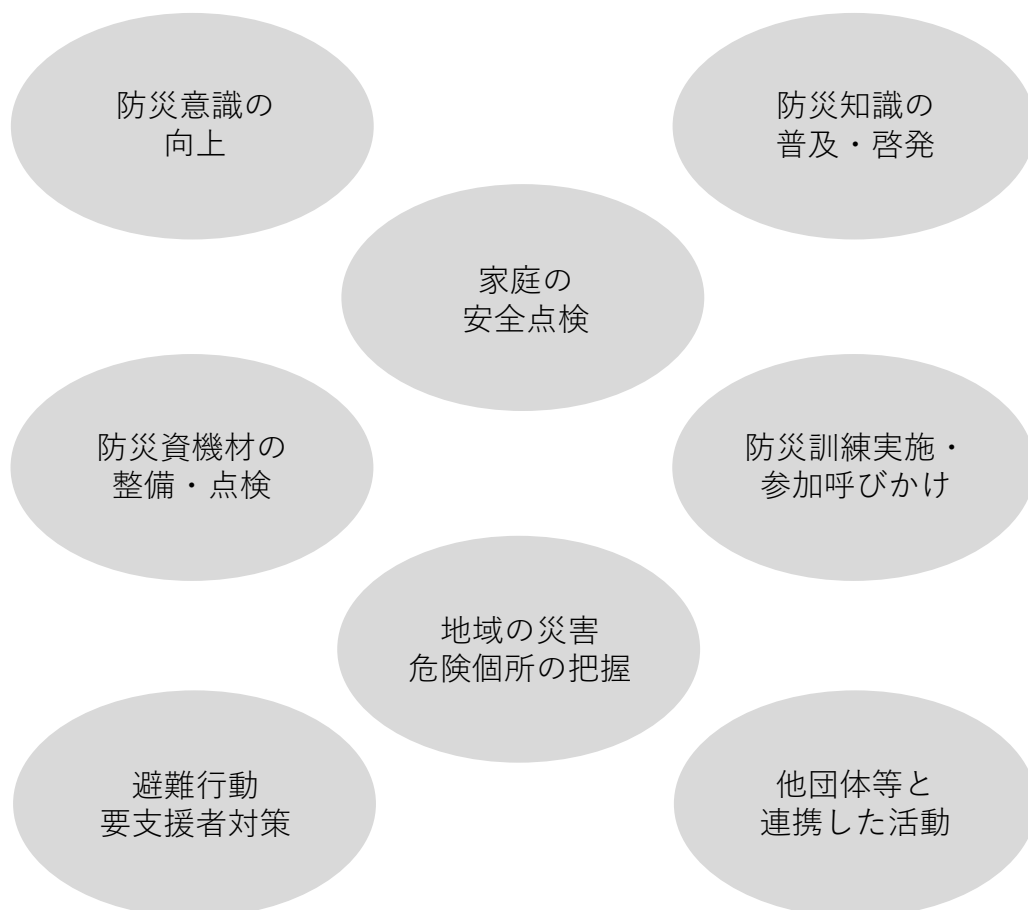 防災意識の
向上
防災知識の
普及・啓発
家庭の
安全点検
防災資機材の
整備・点検
防災訓練実施・
参加呼びかけ
地域の災害
危険個所の把握
避難行動
要支援者対策
他団体等と
連携した活動